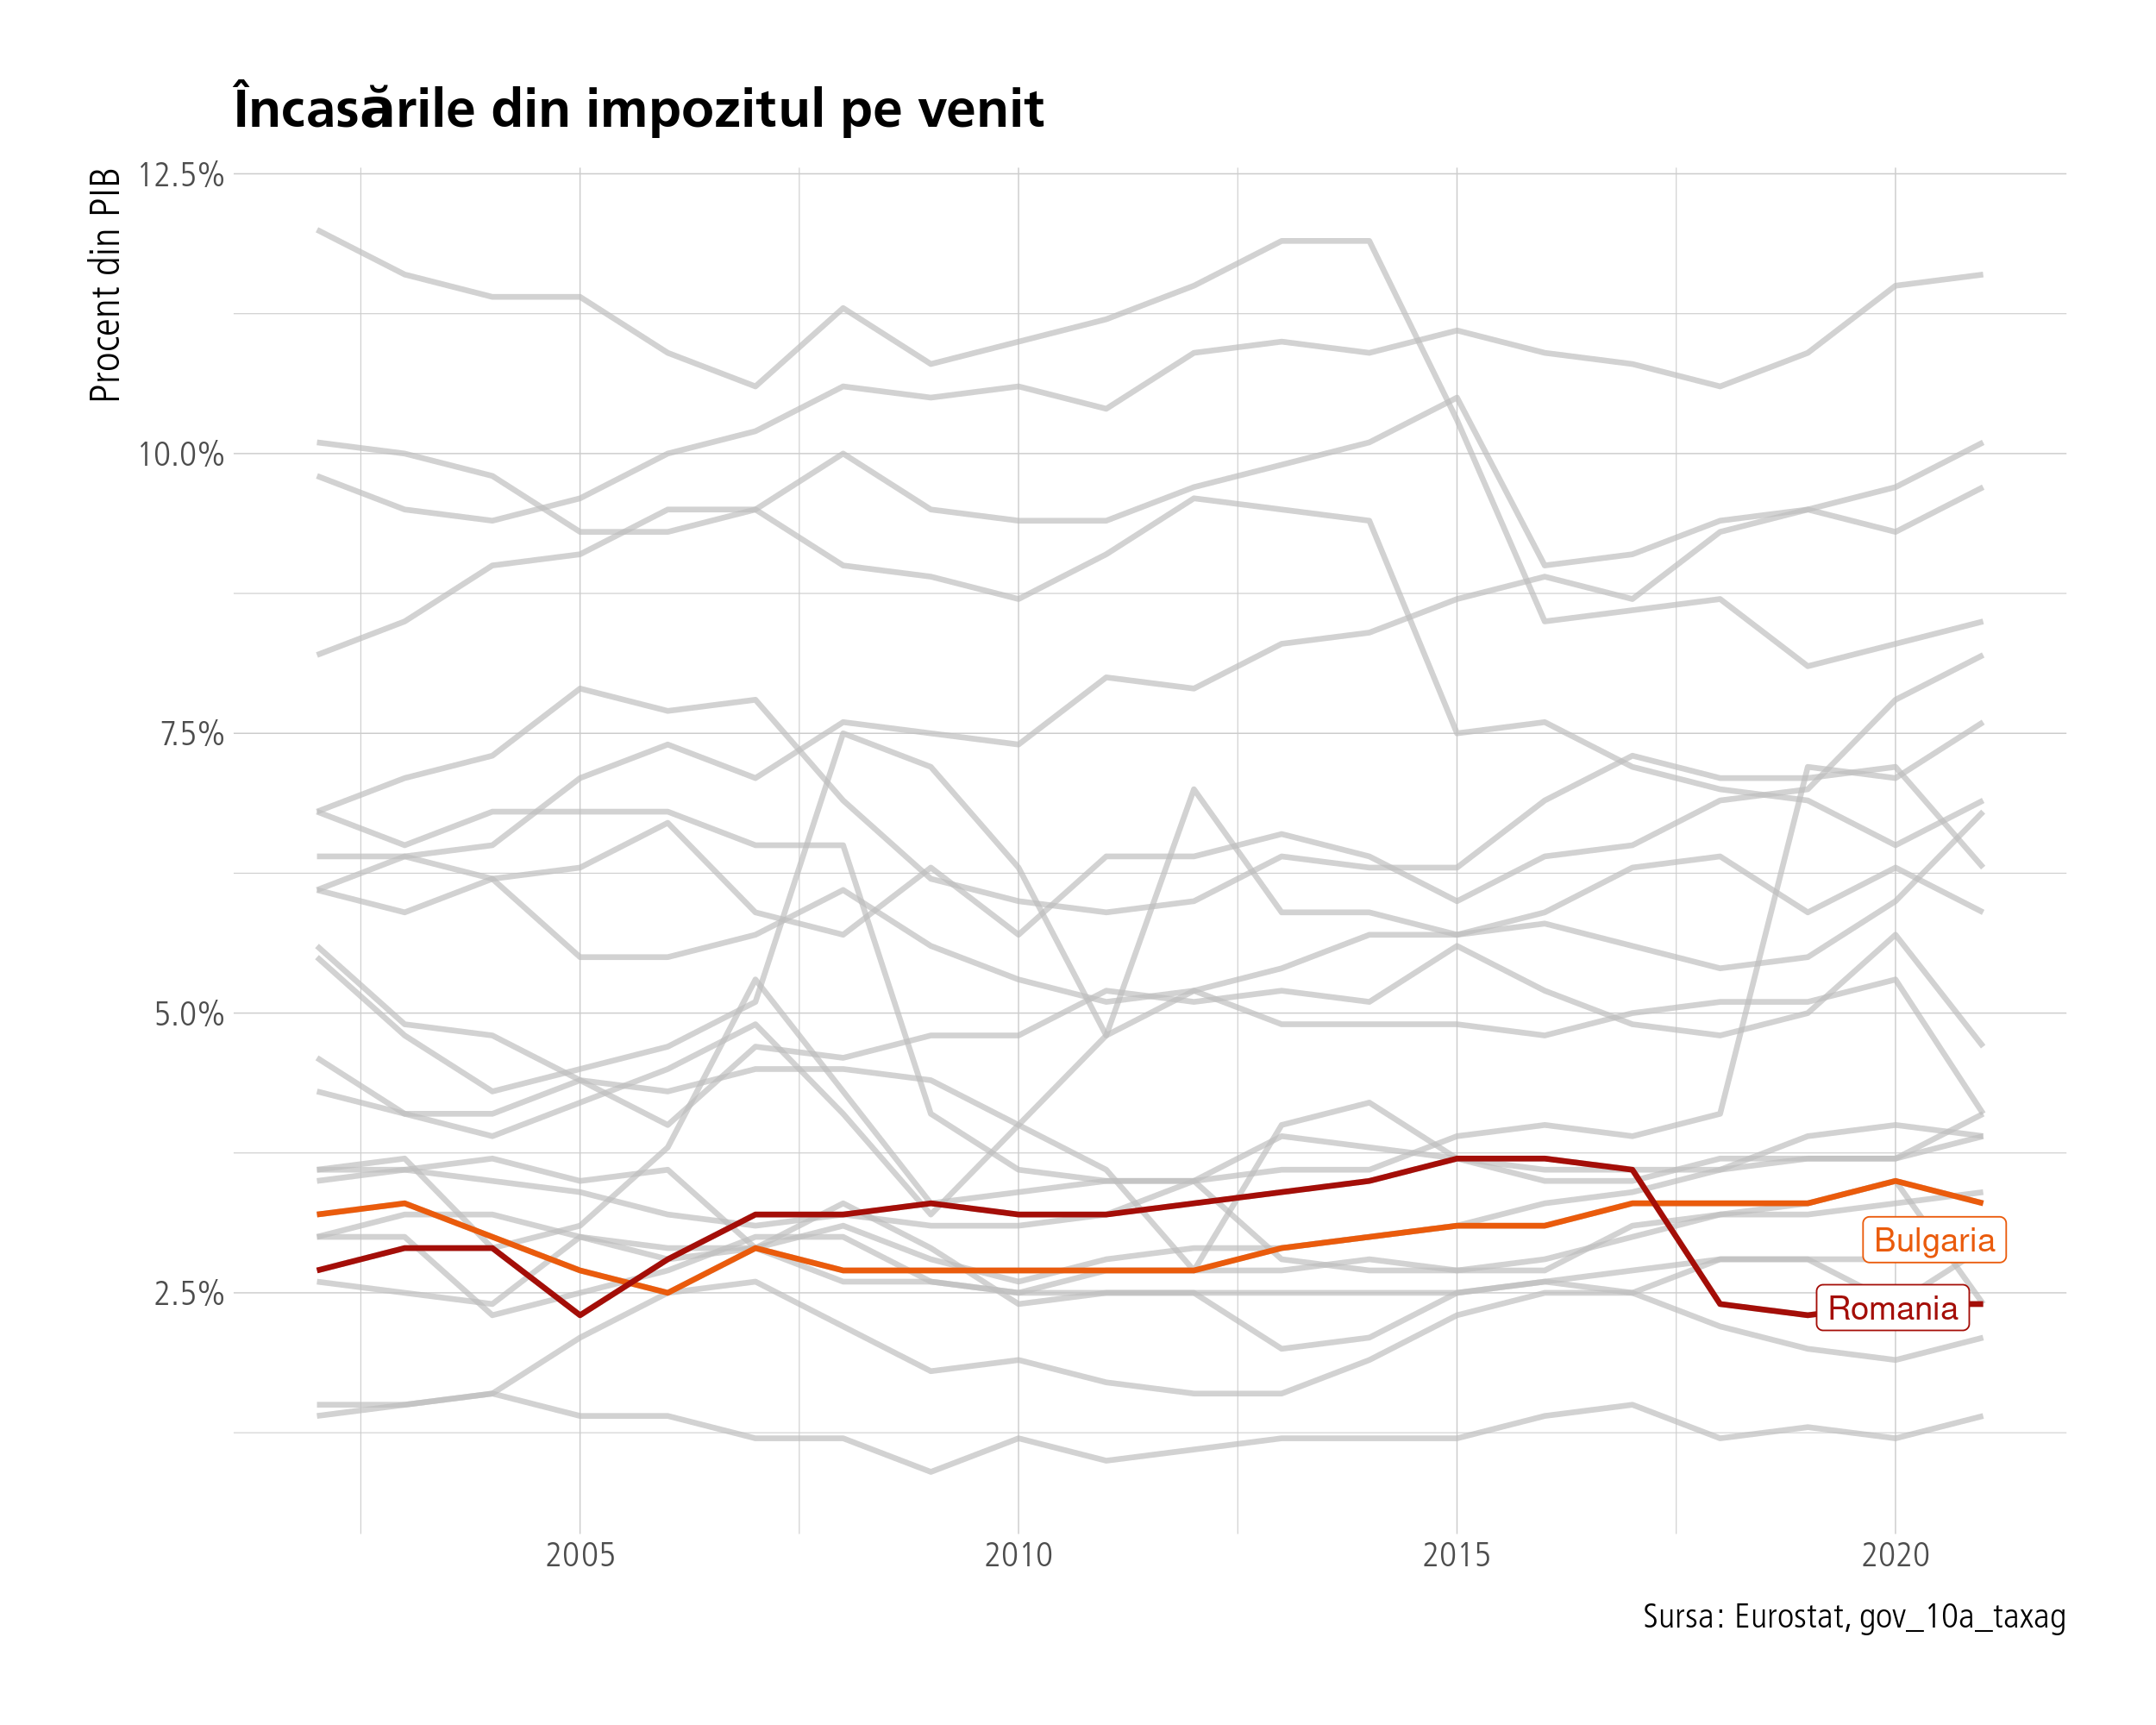 Încasările din impozitul pe venit
Procent din PIB
12.5%
10.0%
7.5%
5.0%
2.5%
Bulgaria
Romania
2005
2010
2015
2020
Sursa: Eurostat, gov_10a_taxag